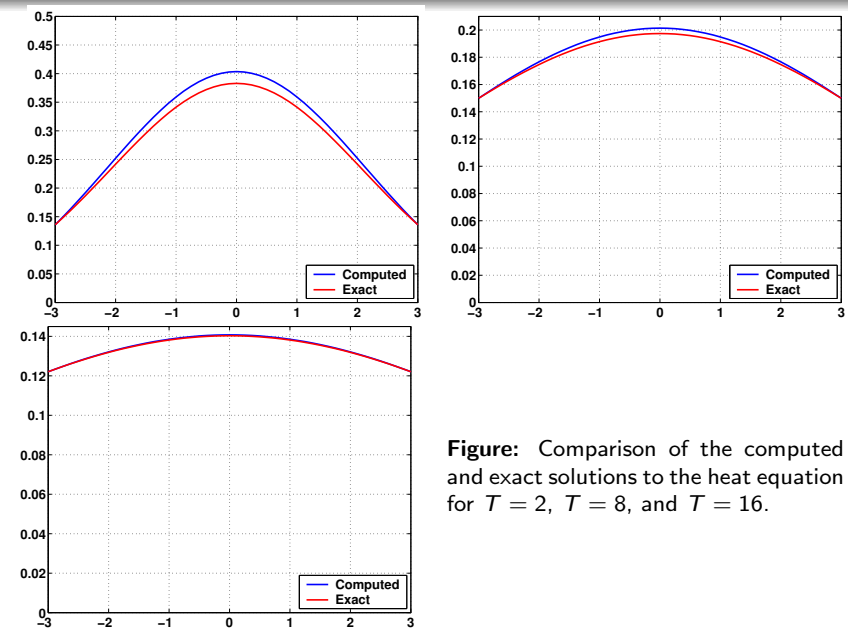 0.5
0.45
0.4
0.35
0.3
0.25
0.2
0.15
0.1
0.05
0
−3 −2 −1 0 1 2 3
Computed
Exact
0.2
0.18
0.16
0.14
0.12
0.1
0.08
0.06
0.04
0.02
0
−3 −2 −1 0 1 2 3
Computed
Exact
0.14
0.12
0.1
0.08
0.06
0.04
0.02
0
−3 −2 −1 0 1 2 3
Computed
Exact
Figure: Comparison of the computed
and exact solutions to the heat equation
for T = 2, T = 8, and T = 16.